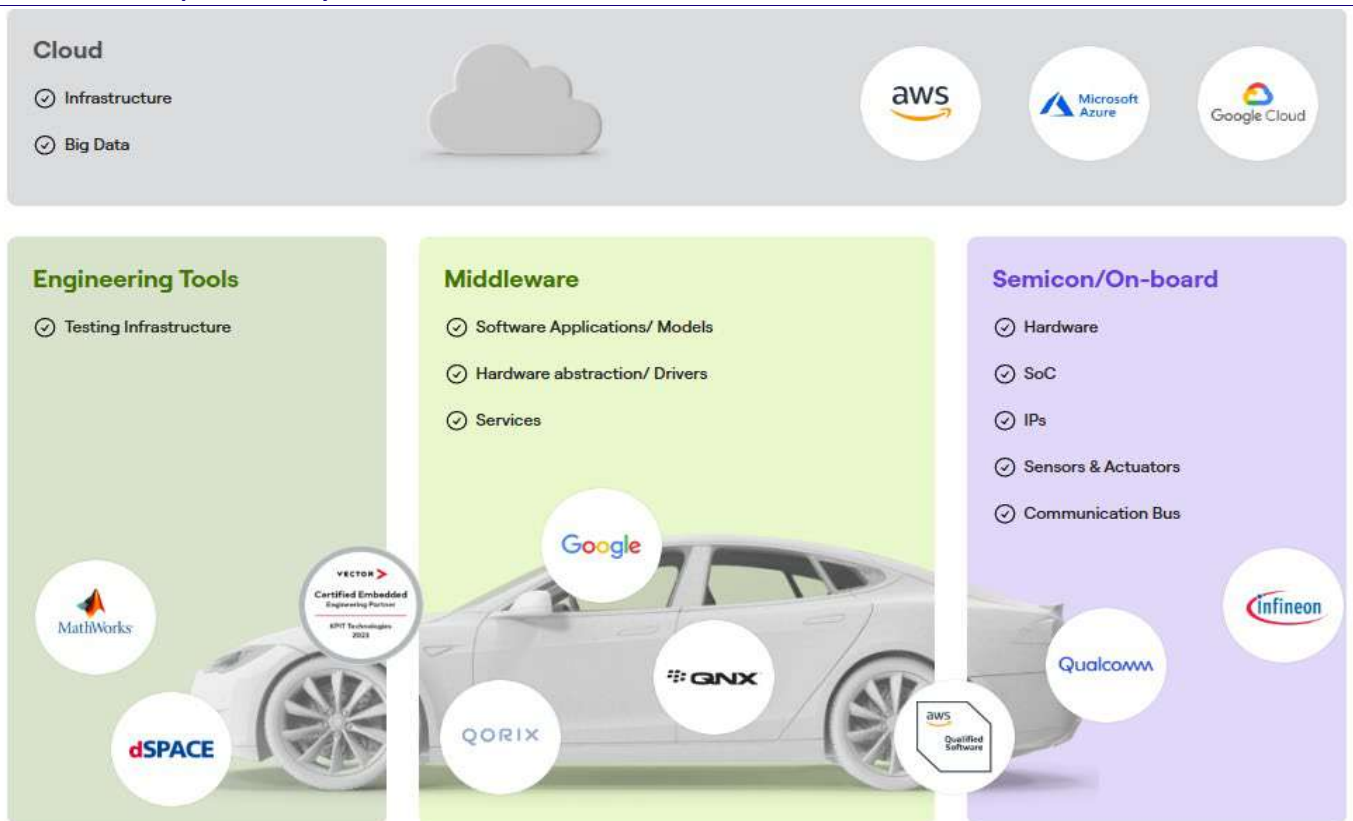 Cloud
Infrastructure
Big Data
aws
Microsoft
Azure
Google Cloud
Engineering Tools
Testing Infrastructure
Middleware
Software Applications/ Models
Hardware abstraction/ Drivers
Services
Semicon/On-board
Hardware
SoC
IPs
Sensors & Actuators
Communication Bus
Google
VECTOR
Certified Embedded
Engineering Partner
KPIT Technologies
2023
MathWorks
infineon
Qualcomm
QNX
QORIX
dSPACE
aws
Qualified
Software